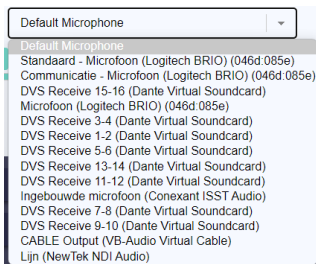 Default Microphone
Default Microphone
Standaard - Microfoon (Logitech BRIO) (046d:085e)
Communicatie - Microfoon (Logitech BRIO) (046d:085e)
DVS Receive 15-16 (Dante Virtual Soundcard)
Microfoon (Logitech BRIO) (046d:085e)
DVS Receive 3-4 (Dante Virtual Soundcard)
DVS Receive 1-2 (Dante Virtual Soundcard)
DVS Receive 5-6 (Dante Virtual Soundcard)
DVS Receive 13-14 (Dante Virtual Soundcard)
DVS Receive 11-12 (Dante Virtual Soundcard)
Ingebouwde microfoon (Conexant ISST Audio)
DVS Receive 7-8 (Dante Virtual Soundcard)
DVS Receive 9-10 (Dante Virtual Soundcard)
CABLE Output (VB-Audio Virtual Cable)
Lijn (NewTek NDI Audio)